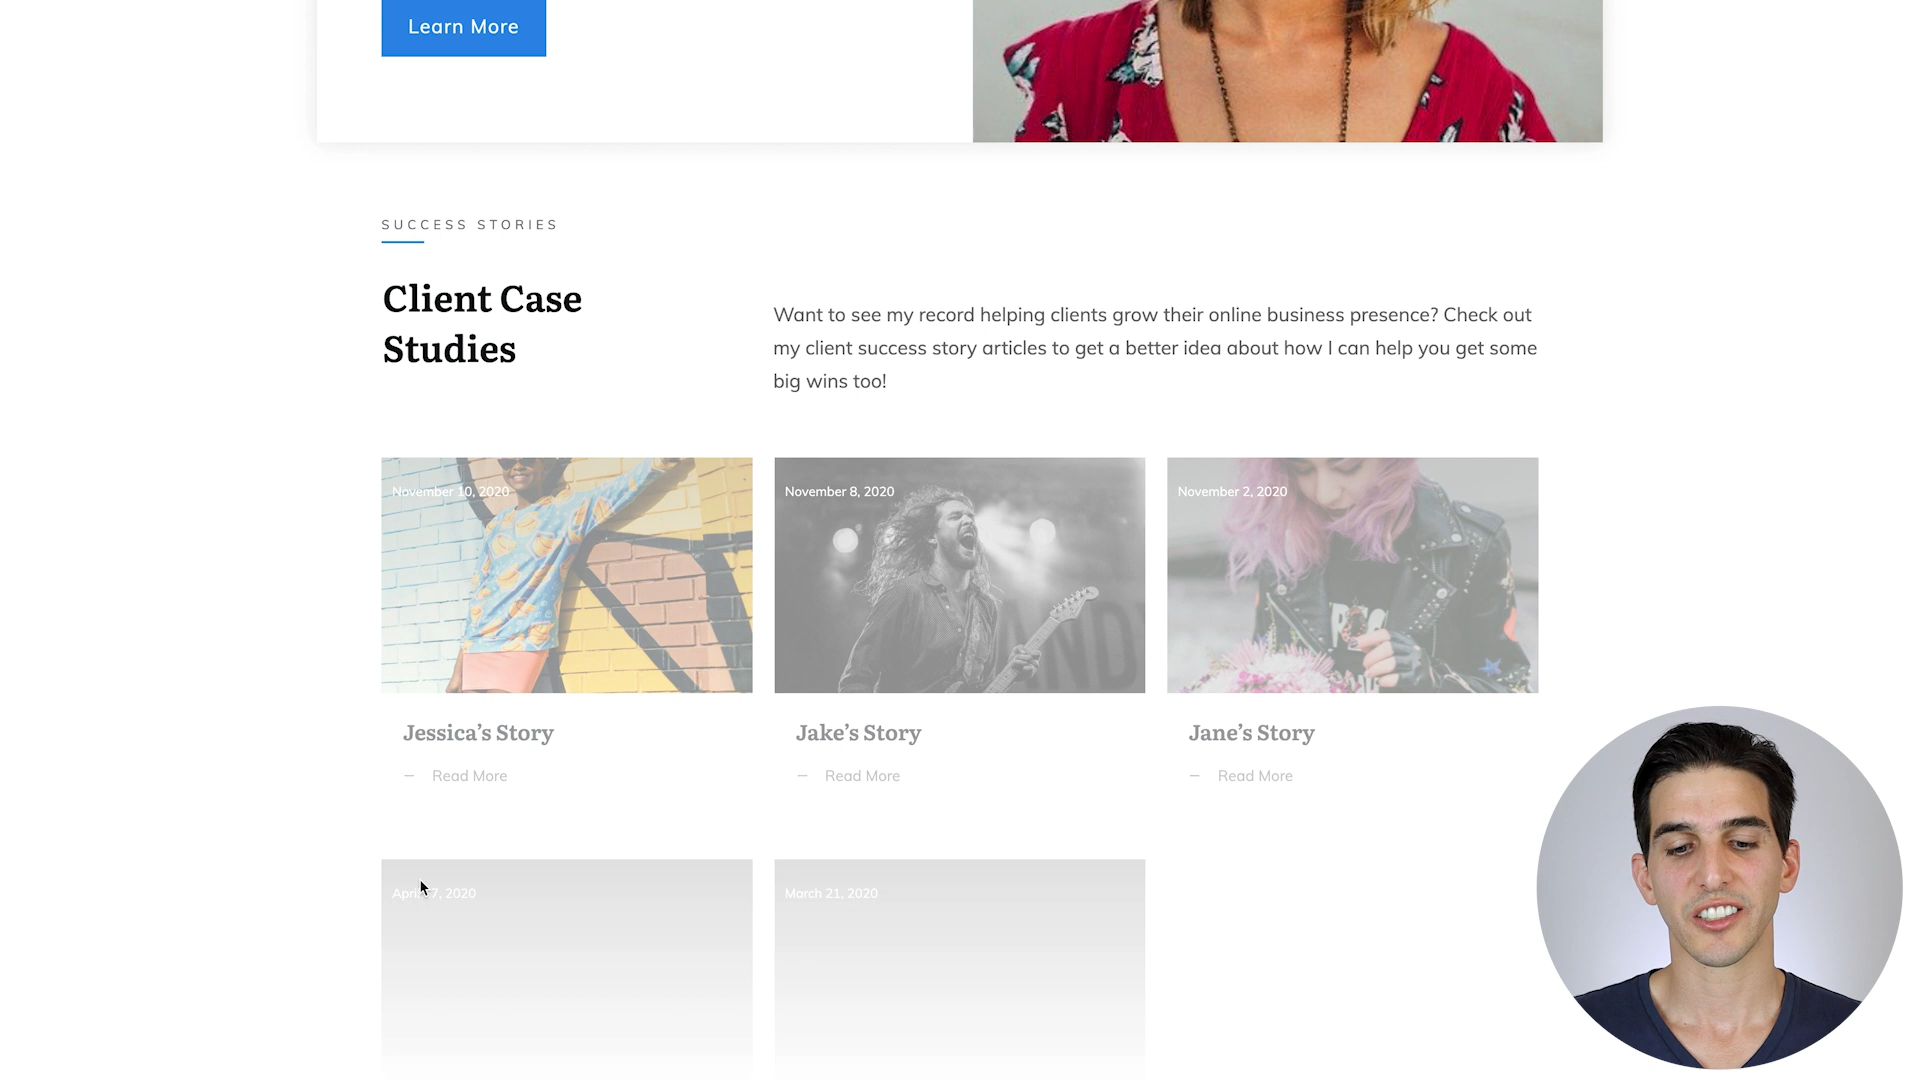 Learn More
SUCCESS STORIES
Client Case
Studies
Want to see my record helping clients grow their online business presence? Check out
my client success story articles to get a better idea about how I can help you get some
big wins too!
November 10, 2020
November 8, 2020
November 2, 2020
Jessica’s Story
Jake’s Story
Jane’s Story
— Read More
— Read More
— Read More
April 7, 2020
March 21, 2020